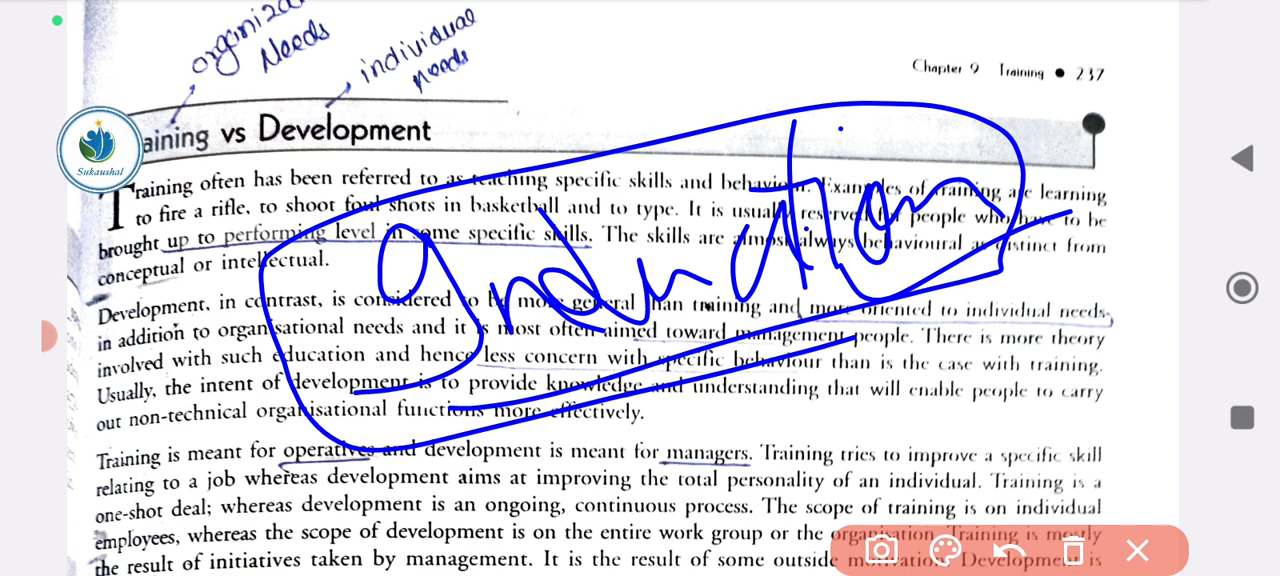 organiza
Needs
individual
needs
Chapter 9 Training ● 237
Sukaushal
aining vs Development
Training often has been referred to as teaching specific skills and behaviour. Examples of training are learning
to fire a rifle, to shoot foul shots in basketball and to type. It is usually reserved for people who have to be
brought up to performing level in some specific skills. The skills are almost always behavioural as distinct from
conceptual or intellectual.
Induction
Development, in contrast, is considered to be more general than training and more oriented to individual needs
in addition to organisational needs and it is most often aimed toward management people. There is more theory
involved with such education and hence less concern with specific behaviour than is the case with training.
Usually, the intent of development is to provide knowledge and understanding that will enable people to carry
out non-technical organisational functions more effectively.
Training is meant for operatives and development is meant for managers. Training tries to improve a specific skill
relating to a job whereas development aims at improving the total personality of an individual. Training is a
one-shot deal; whereas development is an ongoing, continuous process. The scope of training is on individual
employees, whereas the scope of development is on the entire work group or the organisation. Training is mostly
the result of initiatives taken by management. It is the result of some outside motivation. Development is